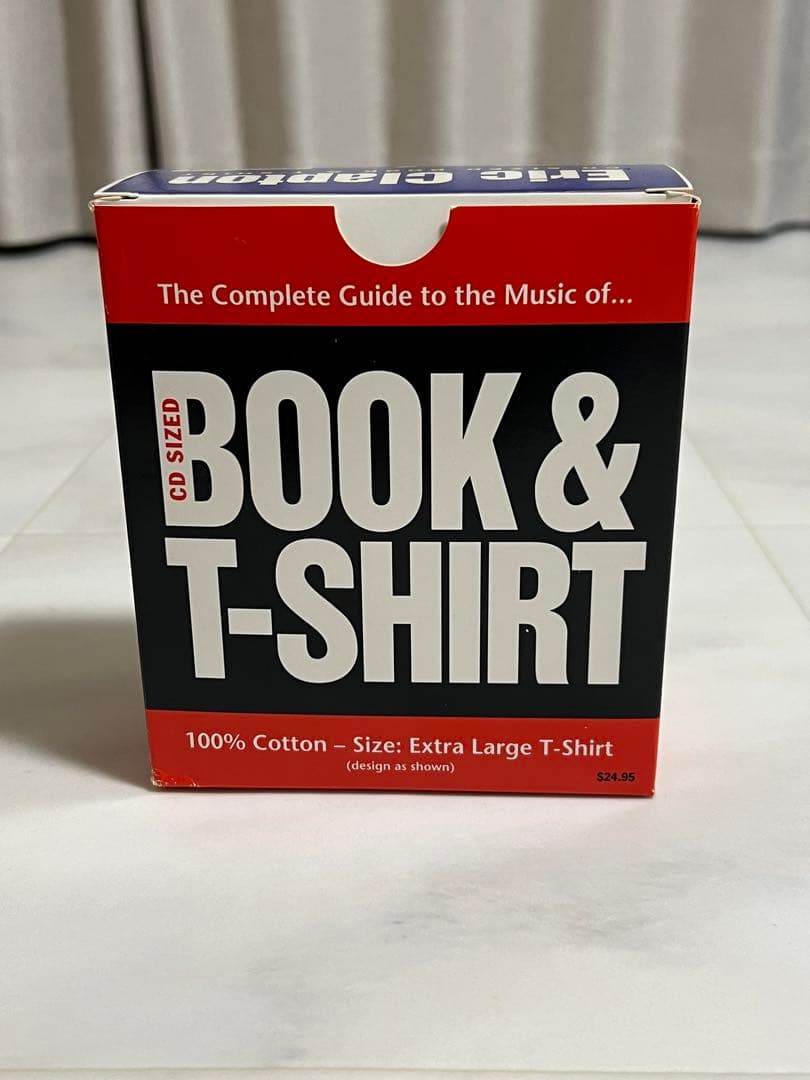 Eric Clapton
The Complete Guide to the Music of...
CD SIZED
BOOK &
T-SHIRT
100% Cotton – Size: Extra Large T-Shirt
(design as shown)
$24.95